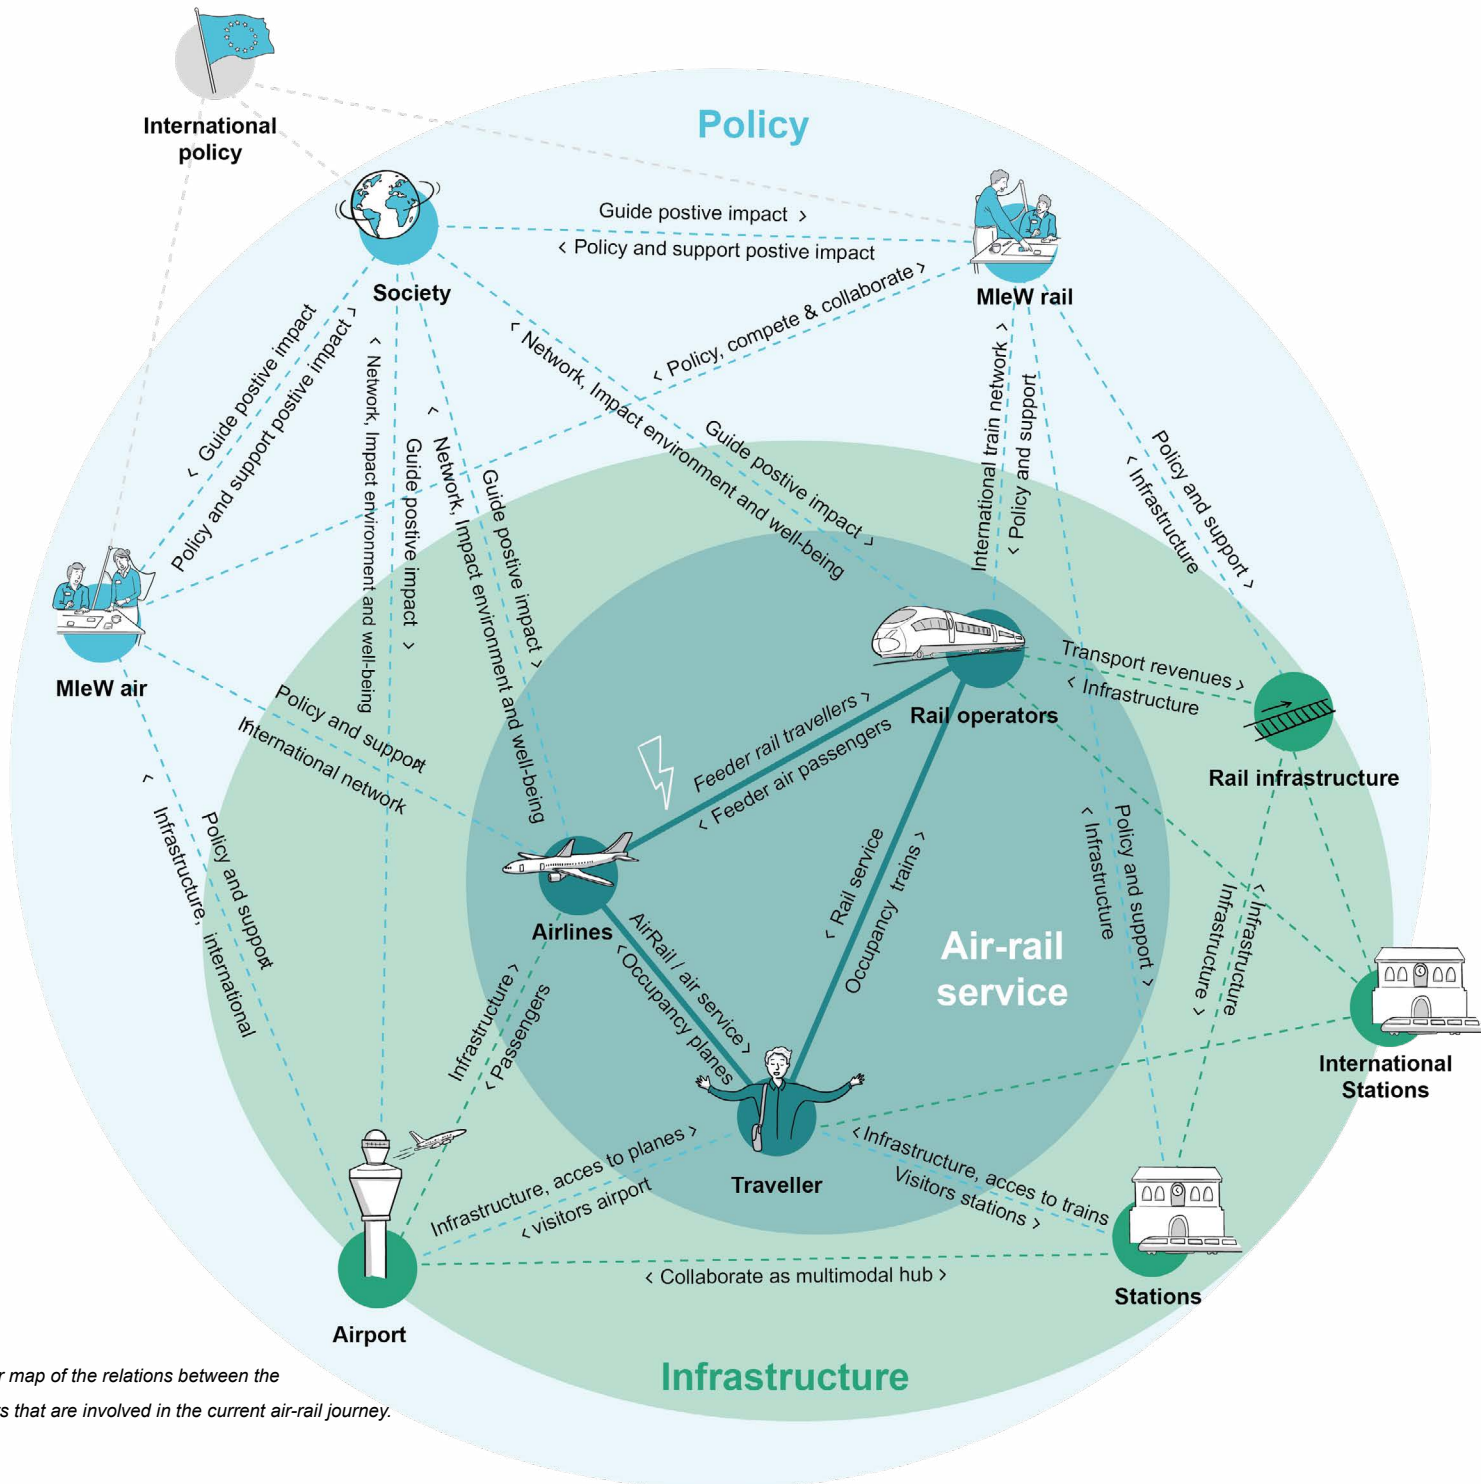 International
policy
Policy
Society
Guide postive impact >
< Policy and support postive impact
MIeW rail
< Policy, compete & collaborate >
< Guide postive impact
Policy and support postive impact >
< Network, Impact environment and well-being
Guide postive impact >
< Network, Impact environment and well-being
Guide postive impact >
< Network, Impact environment and well-being
Guide postive impact >
International train network >
< Policy and support
Policy and support >
< Infrastructure
MIeW air
Policy and support
International network
Policy and support
< Infrastructure, international
Transport revenues >
< Infrastructure
Rail operators
Rail infrastructure
Feeder rail travellers >
< Feeder air passengers
Airlines
< Rail service
Occupancy trains >
Air-rail
service
AirRail / air service >
< Occupancy planes
Policy and support >
< Infrastructure
< Infrastructure
Infrastructure >
Infrastructure >
< Passengers
International
Stations
Traveller
Infrastructure, acces to planes >
< visitors airport
< Infrastructure, acces to trains
Visitors stations >
< Collaborate as multimodal hub >
Stations
Airport
Infrastructure
map of the relations between the
that are involved in the current air-rail journey.